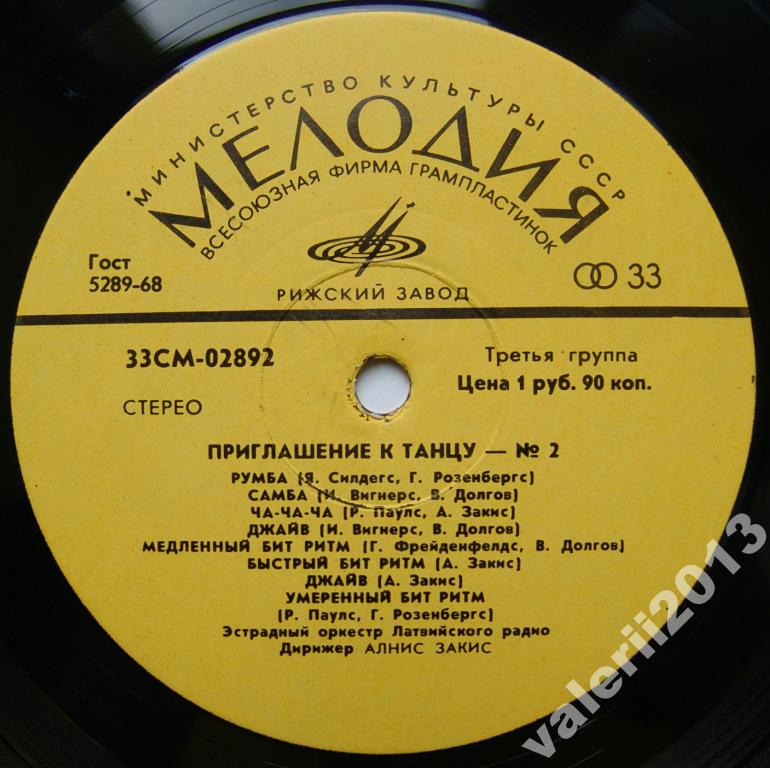 МИНИСТЕРСТВО КУЛЬТУРЫ СССР
МЕЛОДИЯ
ВСЕСОЮЗНАЯ ФИРМА ГРАМПЛАСТИНОК
Гост
5289-68
33
РИЖСКИЙ ЗАВОД
33СМ-02892
Третья группа
СТЕРЕО
Цена 1 руб. 90 коп.
ПРИГЛАШЕНИЕ К ТАНЦУ — № 2
РУМБА (Я. Силдегс, Г. Розенбергс)
САМБА (И. Вигнерс, В. Долгов)
ЧА-ЧА-ЧА (Р. Паулс, А. Закис)
ДЖАЙВ (И. Вигнерс, В. Долгов)
МЕДЛЕННЫЙ БИТ РИТМ (Г. Фрейденфелдс, В. Долгов)
БЫСТРЫЙ БИТ РИТМ (А. Закис)
ДЖАЙВ (А. Закис)
УМЕРЕННЫЙ БИТ РИТМ
(Р. Паулс, Г. Розенбергс)
Эстрадный оркестр Латвийского радио
Дирижер АЛНИС ЗАКИС
valerii2013